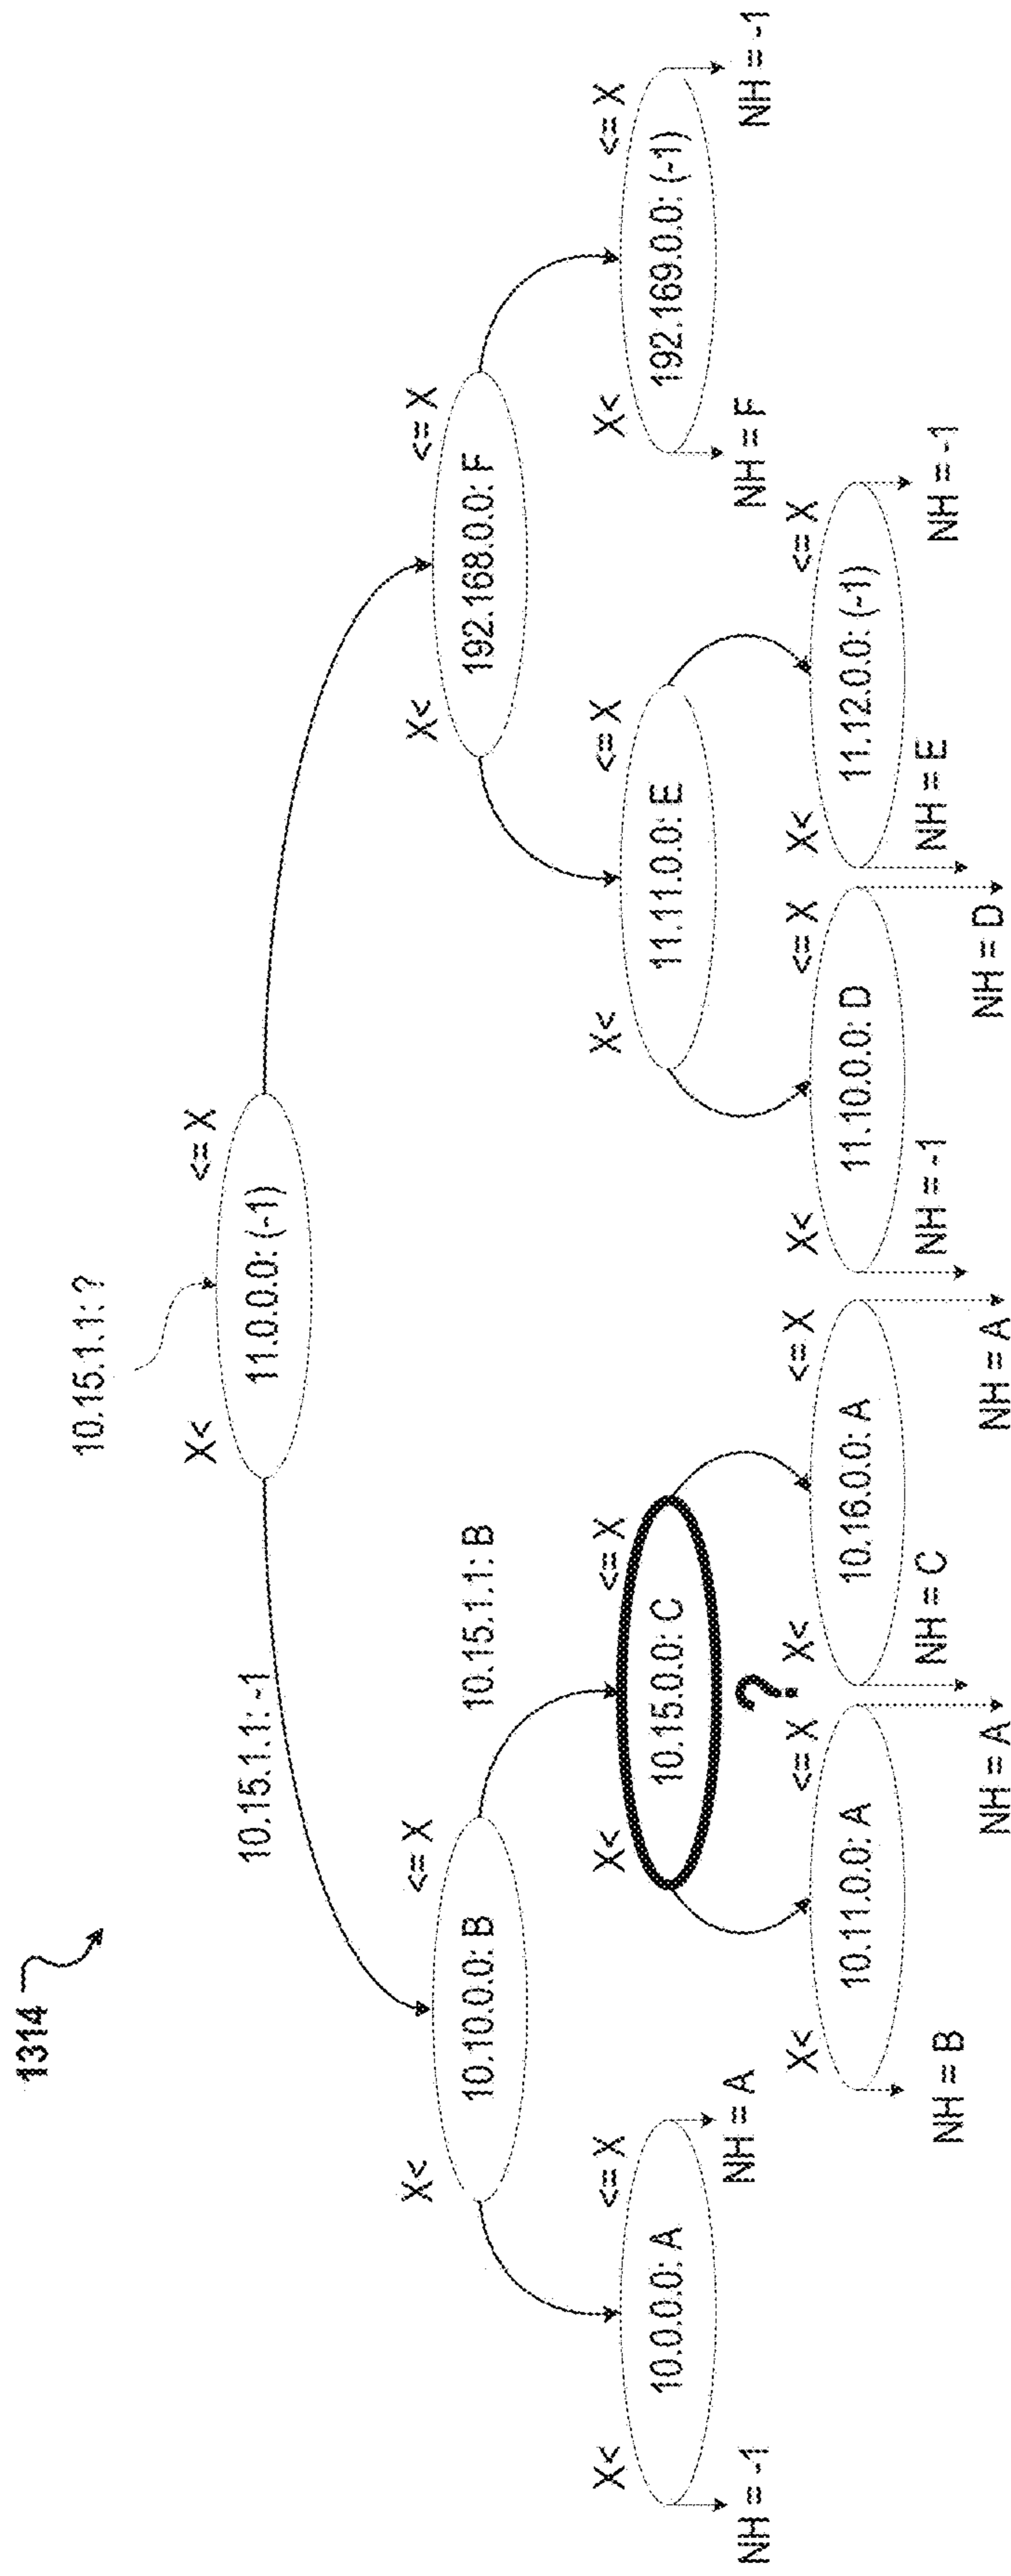 1314
10.15.1.1: ?
X<
<= X
11.0.0.0: (-1)
10.15.1.1: -1
X<
<= X
10.10.0.0: B
10.15.1.1: B
X<
<= X
192.168.0.0: F
X<
<= X
10.0.0.0: A
NH = -1
NH = A
X<
<= X
10.15.0.0: C
?
X<
<= X
11.11.0.0: E
X<
<= X
192.169.0.0: (-1)
NH = F
NH = -1
X<
<= X
10.11.0.0: A
NH = B
NH = A
X<
<= X
10.16.0.0: A
NH = C
NH = A
X<
<= X
11.10.0.0: D
NH = -1
NH = D
X<
<= X
11.12.0.0: (-1)
NH = E
NH = -1